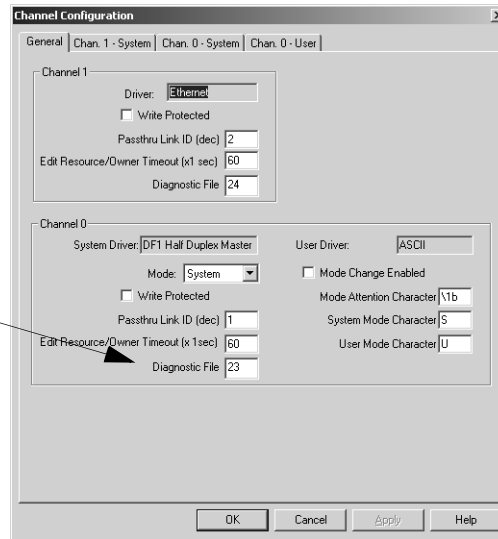 Channel Configuration
General Chan. 1 - System Chan. 0 - System Chan. 0 - User
Channel 1
Driver: Ethernet
Write Protected
Passthru Link ID (dec) 2
Edit Resource/Owner Timeout (x1 sec) 60
Diagnostic File 24
Channel 0
System Driver: DF1 Half Duplex Master User Driver: ASCII
Mode: System Mode Change Enabled
Write Protected Mode Attention Character \1b
Passthru Link ID (dec) 1 System Mode Character S
Edit Resource/Owner Timeout (x 1sec) 60 User Mode Character U
Diagnostic File 23
OK Cancel Apply Help